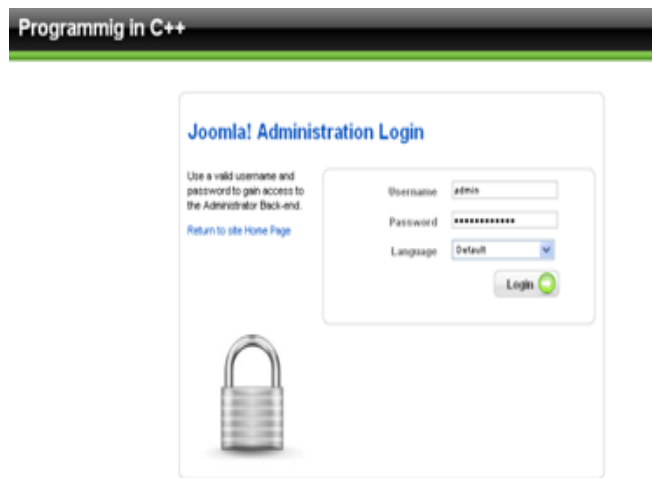 Programmig in C++
Joomla! Administration Login
Use a valid username and
password to gain access to
the Administrator Back-end.
Return to site Home Page
Username admin
Password ••••••••••••
Language Default
Login